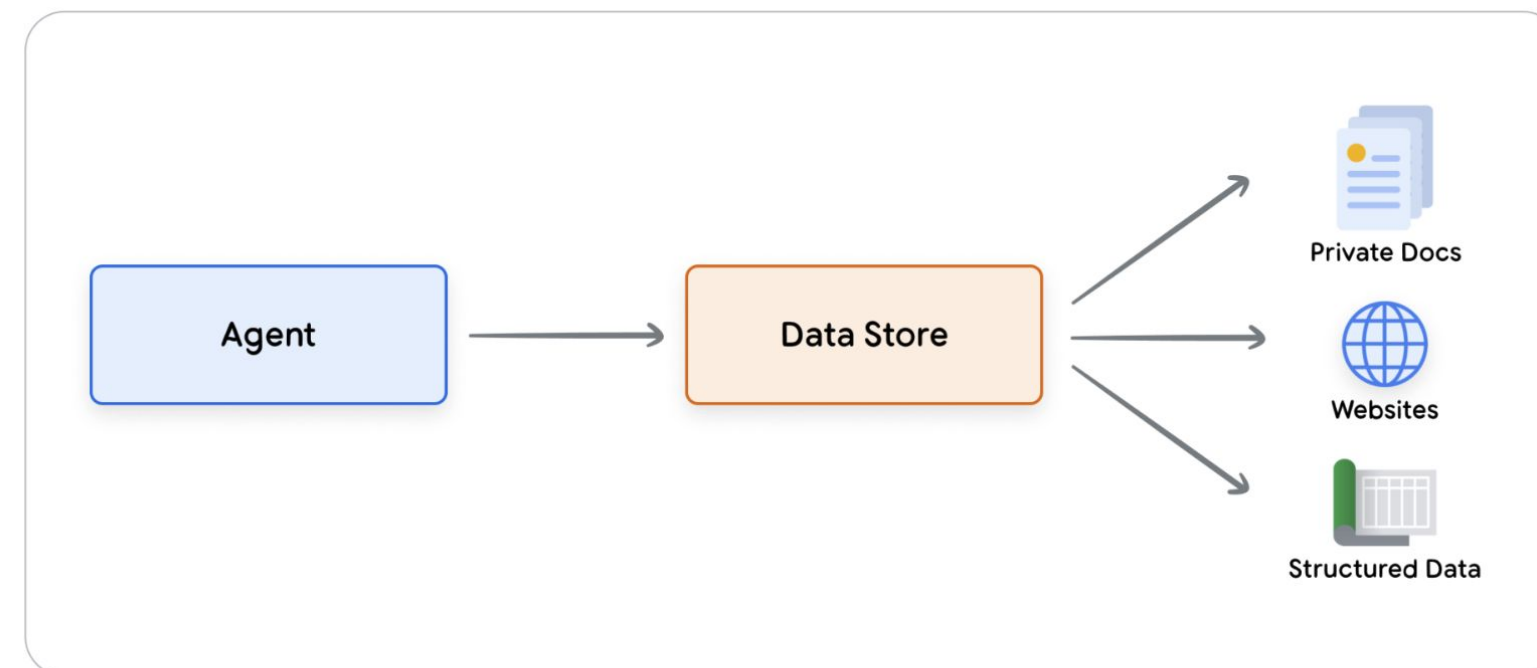 Agent
Data Store
Private Docs
Websites
Structured Data